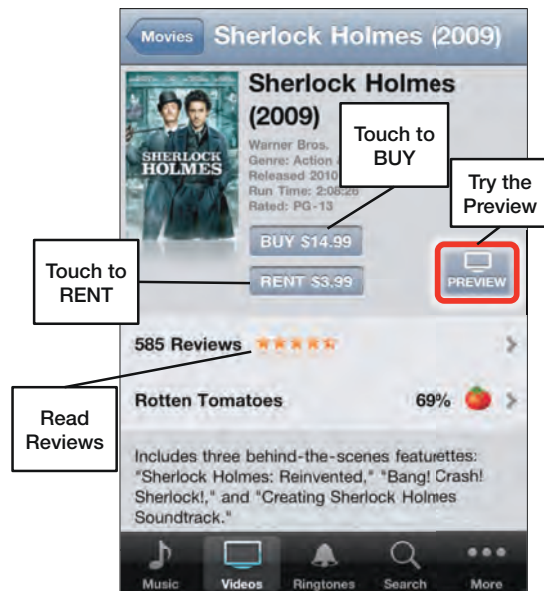 Movies
Sherlock Holmes (2009)
Sherlock Holmes
(2009)
Warner Bros.
Genre: Action
Released 2010
Run Time: 2:08:26
Rated: PG-13
SHERLOCK
HOLMES
Touch to
BUY
Try the
Preview
BUY $14.99
Touch to
RENT
RENT $3.99
PREVIEW
585 Reviews
Read
Reviews
Rotten Tomatoes 69%
Includes three behind-the-scenes featurettes:
"Sherlock Holmes: Reinvented," "Bang! Crash!
Sherlock!," and "Creating Sherlock Holmes
Soundtrack."
Music Videos Ringtones Search More